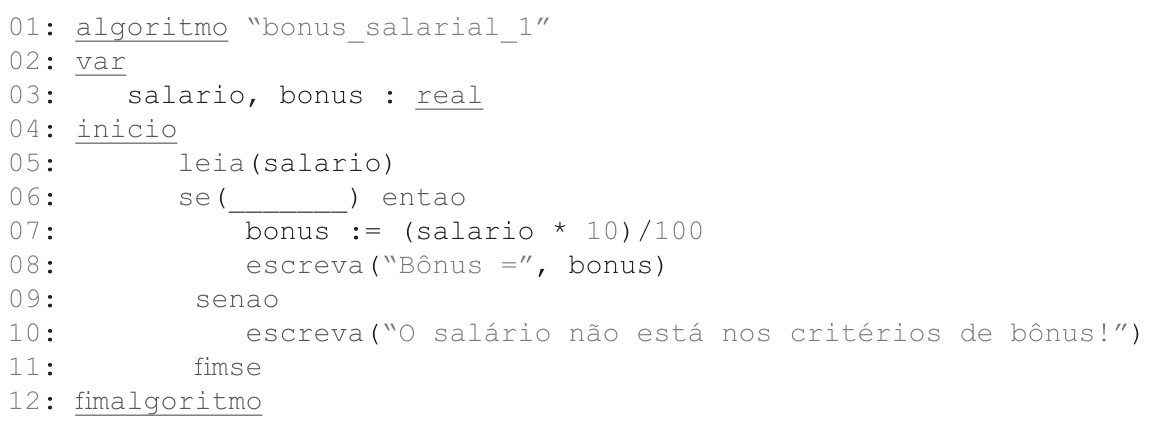 01: algoritmo “bonus_salarial_1”
02: var
03: salario, bonus : real
04: inicio
05: leia(salario)
06: se(_______) entao
07: bonus := (salario * 10)/100
08: escreva(“Bônus =”, bonus)
09: senao
10: escreva(“O salário não está nos critérios de bônus!”)
11: fimse
12: fimalgoritmo